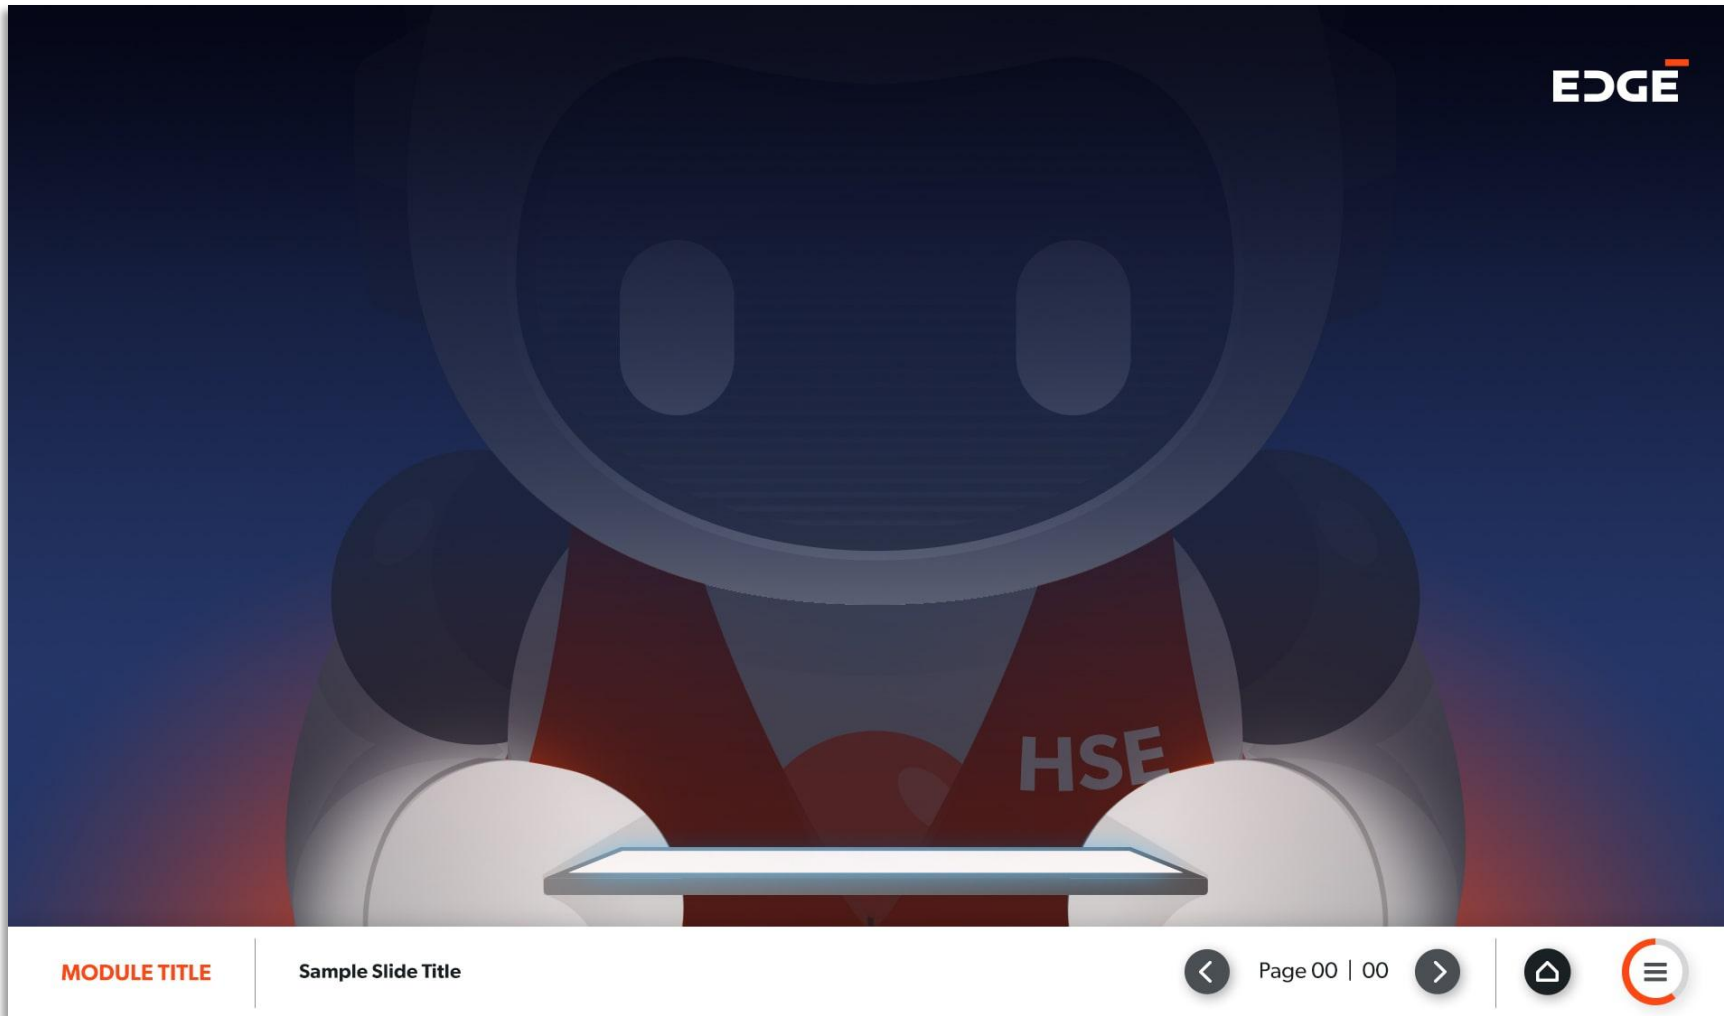 EDGE
HSE
MODULE TITLE
Sample Slide Title
Page 00 | 00